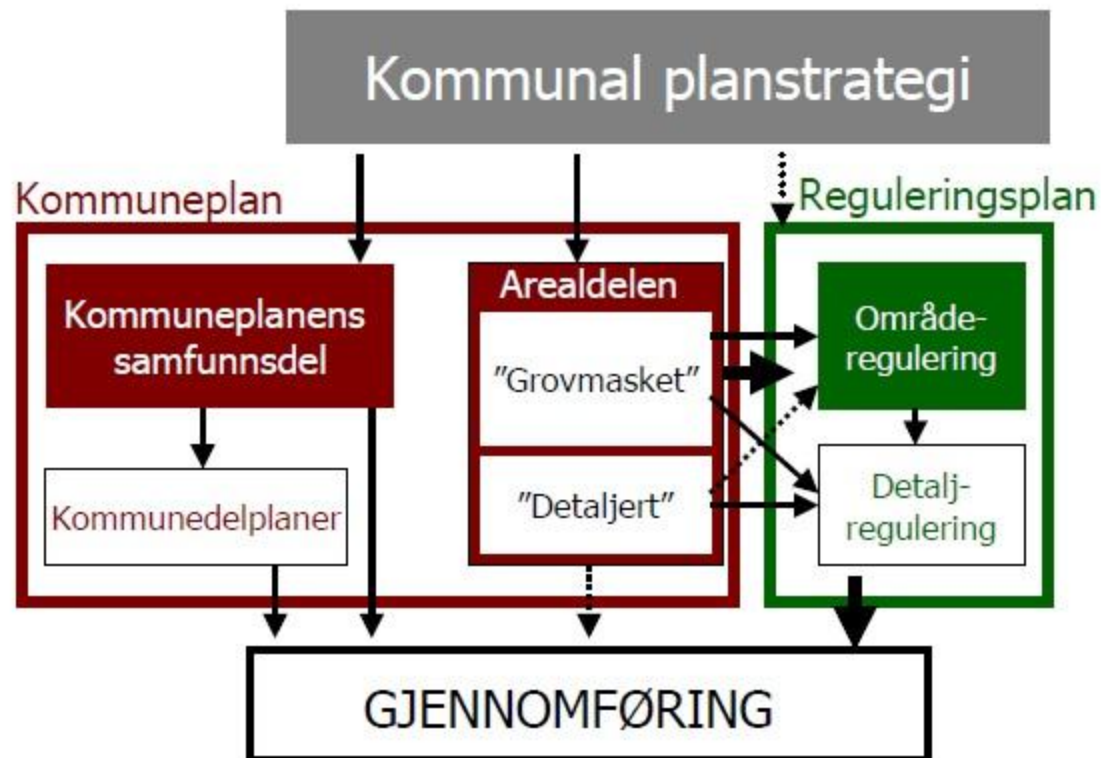 Kommunal planstrategi
Kommuneplan
Reguleringsplan
Kommuneplanens
samfunnsdel
Kommunedelplaner
Arealdelen
”Grovmasket”
”Detaljert”
Område-
regulering
Detalj-
regulering
GJENNOMFØRING